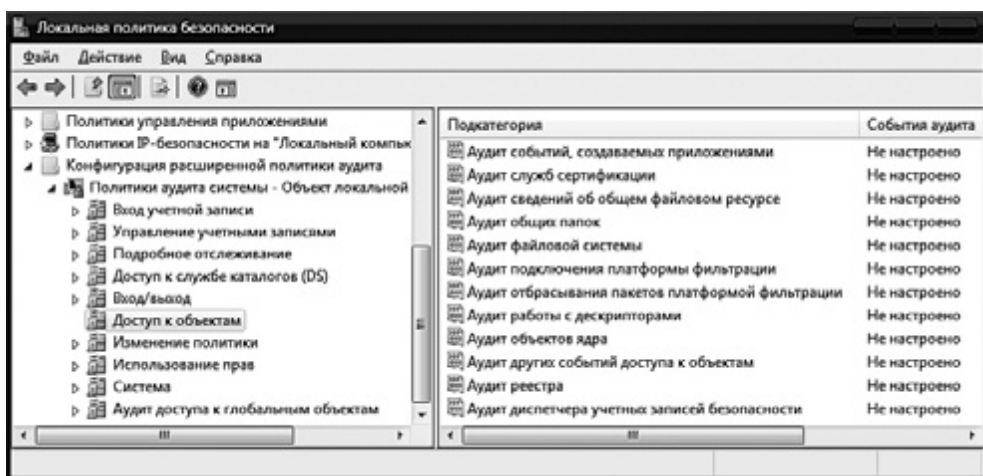 Локальная политика безопасности
Файл Действие Вид Справка
Политики управления приложениями
Политики IP-безопасности на "Локальный компьк
Конфигурация расширенной политики аудита
Политики аудита системы - Объект локальной
Вход учетной записи
Управление учетными записями
Подробное отслеживание
Доступ к службе каталогов (DS)
Вход/выход
Доступ к объектам
Изменение политики
Использование прав
Система
Аудит доступа к глобальным объектам
Подкатегория События аудита
Аудит событий, создаваемых приложениями Не настроено
Аудит служб сертификации Не настроено
Аудит сведений об общем файловом ресурсе Не настроено
Аудит общих папок Не настроено
Аудит файловой системы Не настроено
Аудит подключения платформы фильтрации Не настроено
Аудит отбрасывания пакетов платформой фильтрации Не настроено
Аудит работы с дескрипторами Не настроено
Аудит объектов ядра Не настроено
Аудит других событий доступа к объектам Не настроено
Аудит реестра Не настроено
Аудит диспетчера учетных записей безопасности Не настроено